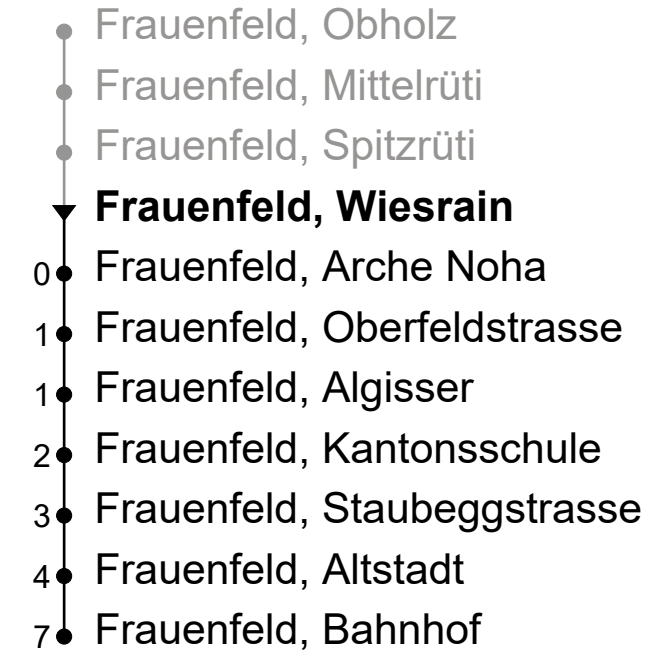 Frauenfeld, Obholz
Frauenfeld, Mittelrüti
Frauenfeld, Spitzrüti
Frauenfeld, Wiesrain
0 Frauenfeld, Arche Noha
1 Frauenfeld, Oberfeldstrasse
1 Frauenfeld, Algisser
2 Frauenfeld, Kantonsschule
3 Frauenfeld, Staubeggstrasse
4 Frauenfeld, Altstadt
7 Frauenfeld, Bahnhof